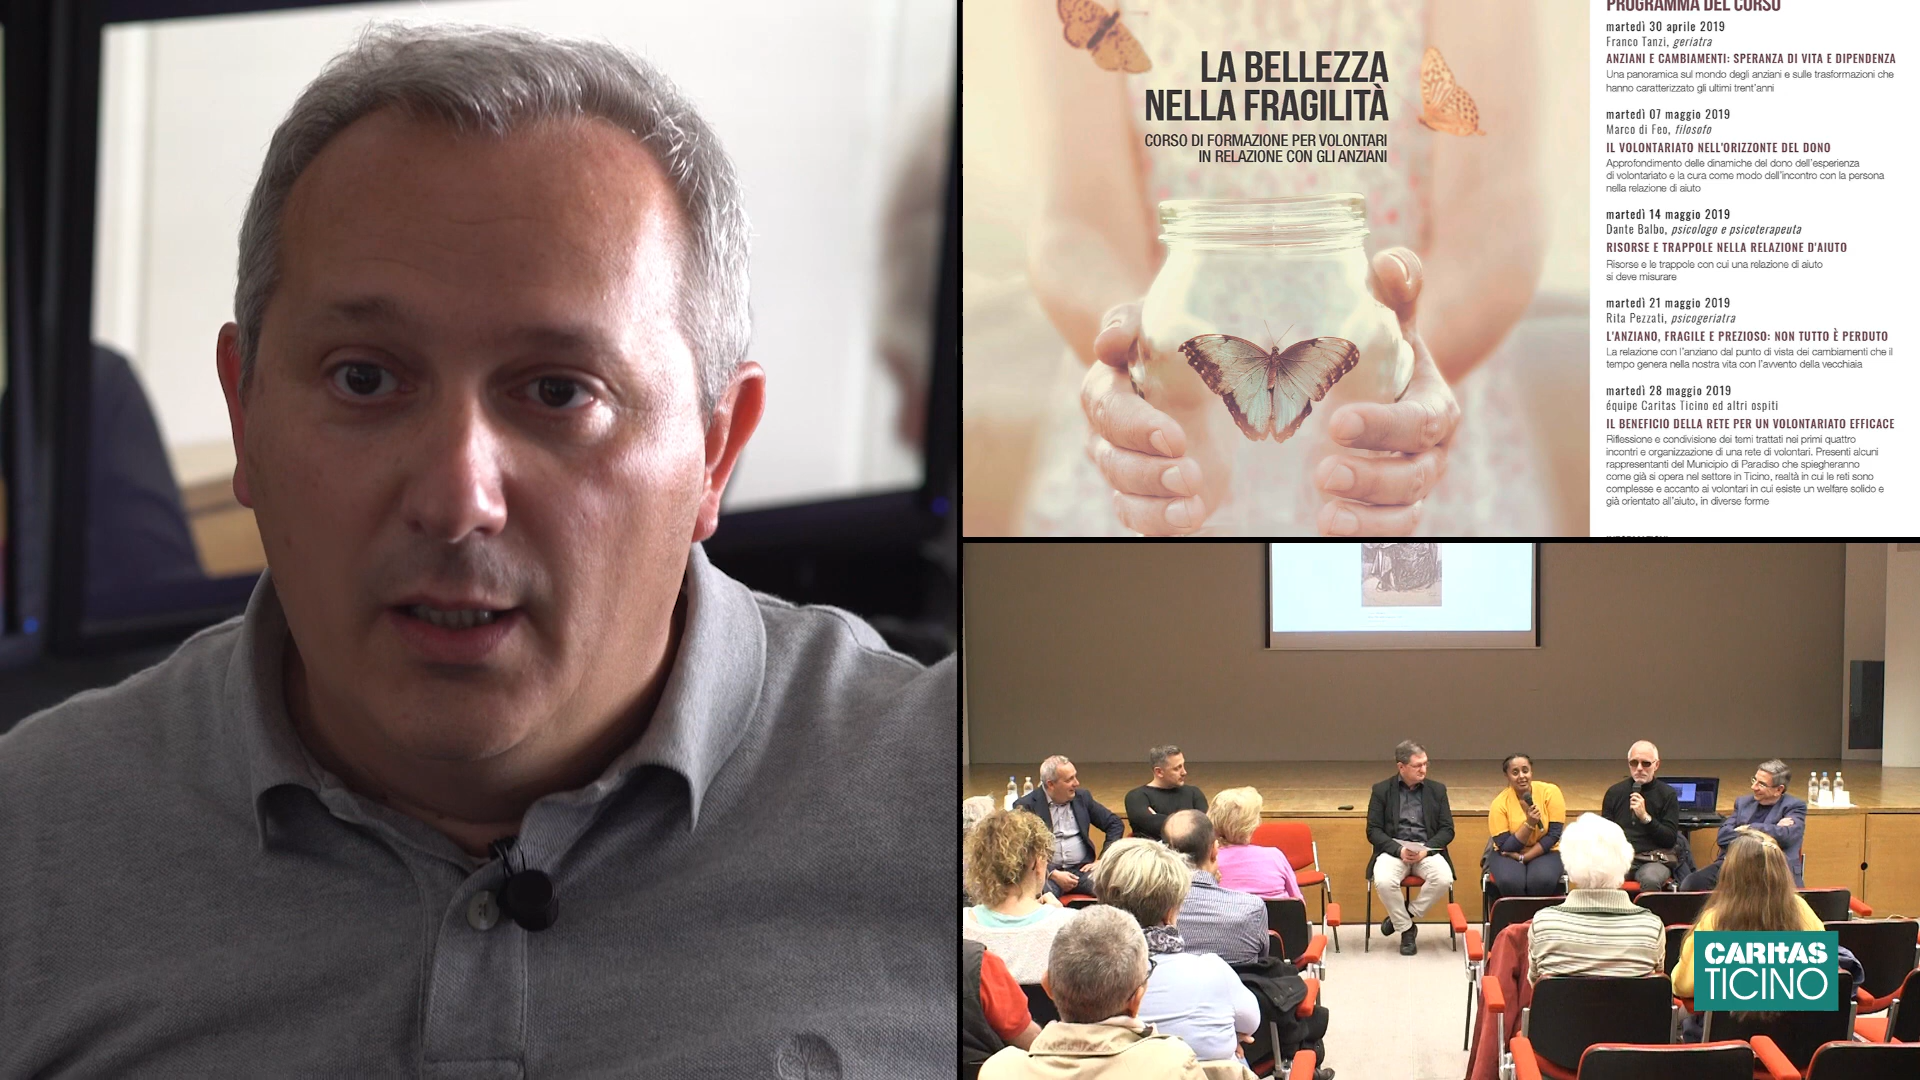 LA BELLEZZA
NELLA FRAGILITÀ
CORSO DI FORMAZIONE PER VOLONTARI
IN RELAZIONE CON GLI ANZIANI
PROGRAMMA DEL CORSO
martedì 30 aprile 2019
Franco Tanzi, geriatra
ANZIANI E CAMBIAMENTI: SPERANZA DI VITA E DIPENDENZA
Una panoramica sul mondo degli anziani e sulle trasformazioni che
hanno caratterizzato gli ultimi trent'anni
martedì 07 maggio 2019
Marco di Feo, filosofo
IL VOLONTARIATO NELL'ORIZZONTE DEL DONO
Approfondimento delle dinamiche del dono dell'esperienza
di volontariato e la cura come modo dell'incontro con la persona
nella relazione di aiuto
martedì 14 maggio 2019
Dante Balbo, psicologo e psicoterapeuta
RISORSE E TRAPPOLE NELLA RELAZIONE D'AIUTO
Risorse e le trappole con cui una relazione di aiuto
si deve misurare
martedì 21 maggio 2019
Rita Pezzati, psicogeriatra
L'ANZIANO, FRAGILE E PREZIOSO: NON TUTTO È PERDUTO
La relazione con l'anziano dal punto di vista dei cambiamenti che il
tempo genera nella nostra vita con l'avvento della vecchiaia
martedì 28 maggio 2019
équipe Caritas Ticino ed altri ospiti
IL BENEFICIO DELLA RETE PER UN VOLONTARIATO EFFICACE
Riflessione e condivisione dei temi trattati nei primi quattro
incontri e organizzazione di una rete di volontari. Presenti alcuni
rappresentanti del Municipio di Paradiso che spiegheranno
come già si opera nel settore in Ticino, realtà in cui le reti sono
complesse e accanto ai volontari in cui esiste un welfare solido e
già orientato all'aiuto, in diverse forme
CARITAS
TICINO